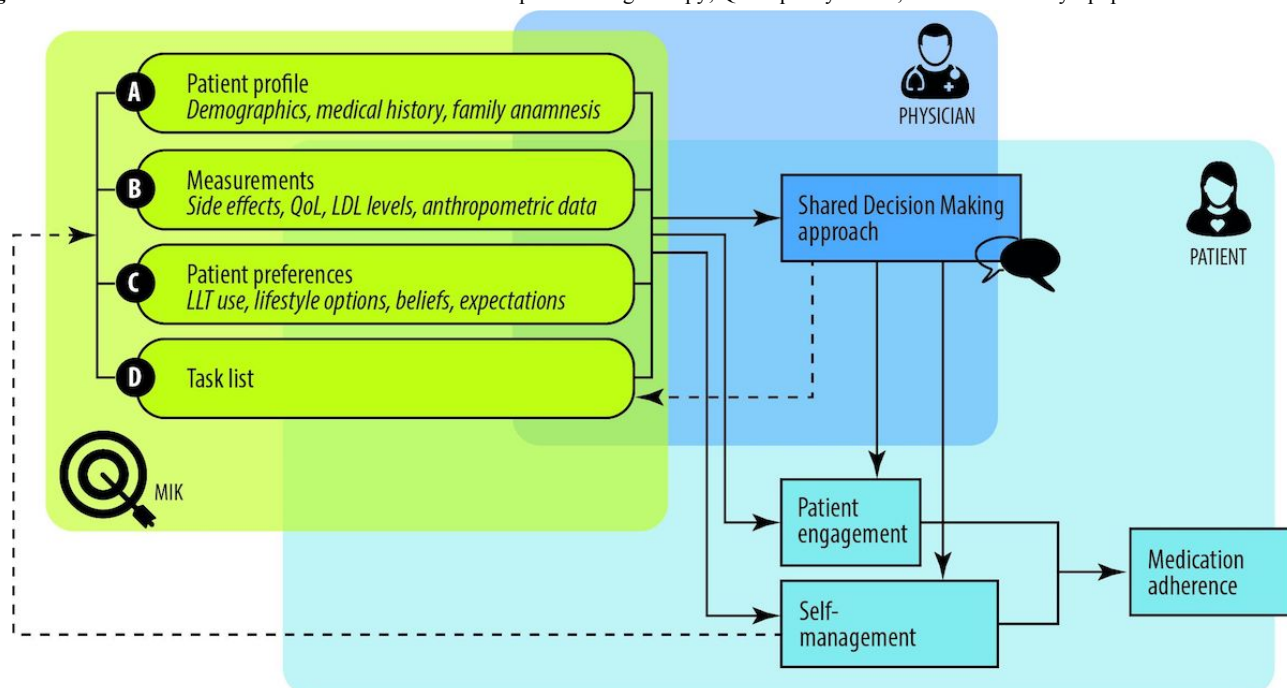 A
Patient profile
Demographics, medical history, family anamnesis
B
Measurements
Side effects, QoL, LDL levels, anthropometric data
C
Patient preferences
LLT use, lifestyle options, beliefs, expectations
D
Task list
MIK
PHYSICIAN
Shared Decision Making
approach
PATIENT
Patient
engagement
Self-
management
Medication
adherence